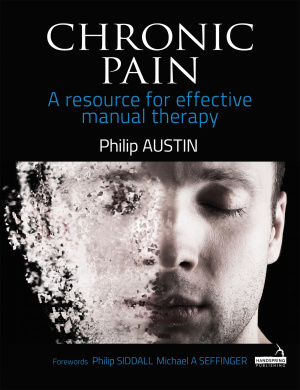 CHRONIC
PAIN
A resource for effective
manual therapy
Philip AUSTIN
Forewords Philip SIDDALL Michael A SEFFINGER
HANDSPRING
PUBLISHING